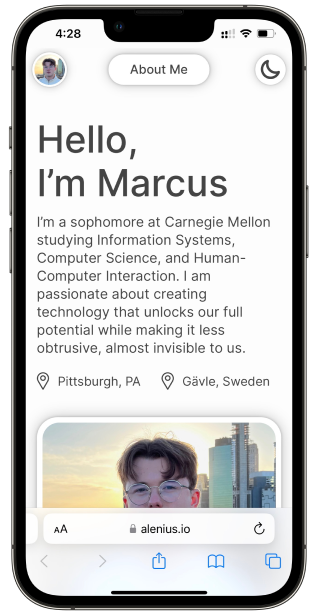 4:28
About Me
Hello,
I’m Marcus
I’m a sophomore at Carnegie Mellon
studying Information Systems,
Computer Science, and Human-
Computer Interaction. I am
passionate about creating
technology that unlocks our full
potential while making it less
obtrusive, almost invisible to us.
Pittsburgh, PA Gävle, Sweden
AA alenius.io